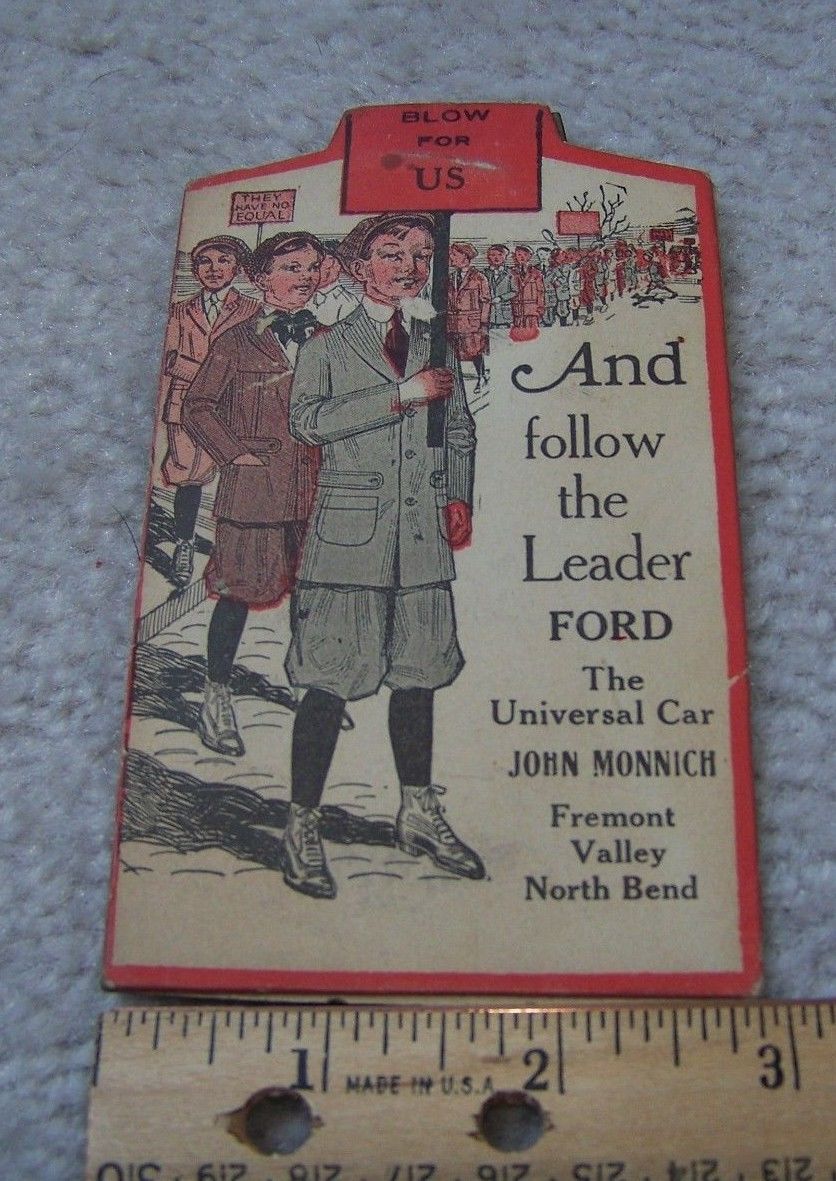 BLOW
FOR
US
THEY
HAVE NO
EQUAL
And
follow
the
Leader
FORD
The
Universal Car
JOHN MONNICH
Fremont
Valley
North Bend
1 MADE IN U.S.A 2 3